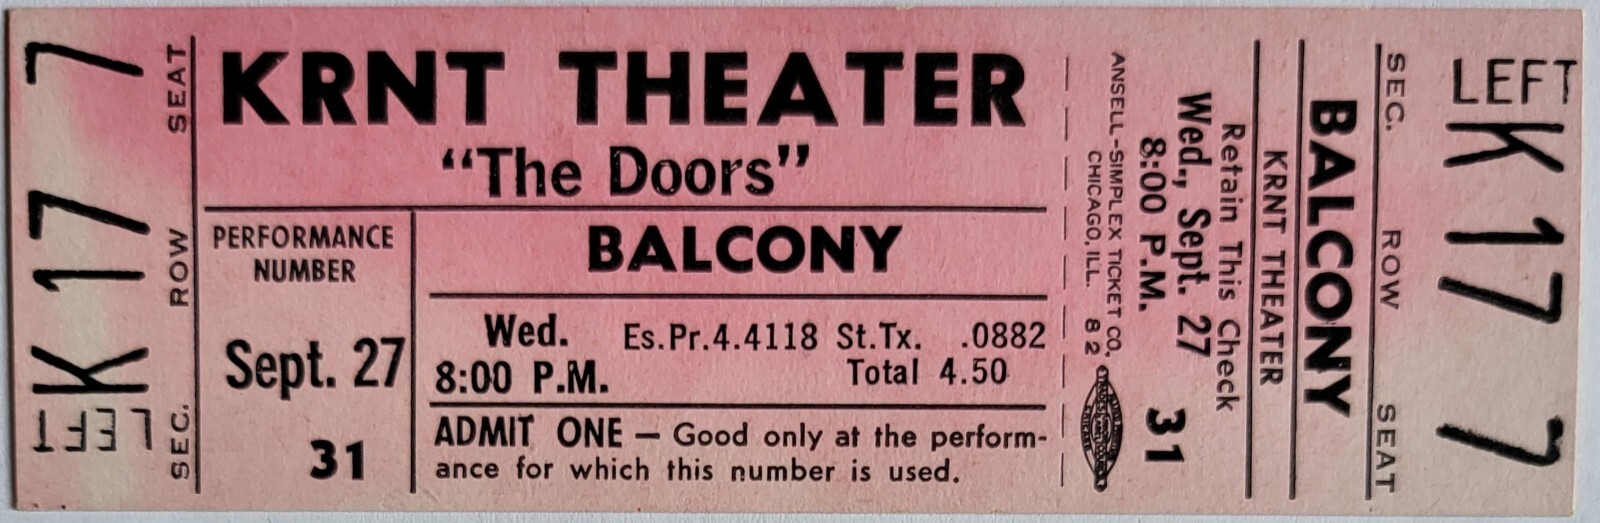 SEC. ROW SEAT
LEFT K 17 7
KRNT THEATER
"The Doors"
PERFORMANCE
NUMBER
Sept. 27
31
BALCONY
Wed. Es.Pr.4.4118 St.Tx. .0882
8:00 P.M. Total 4.50
ADMIT ONE — Good only at the perform-
ance for which this number is used.
LEFT K 17 7
SEC. ROW SEAT
BALCONY
KRNT THEATER
Retain This Check
Wed., Sept. 27
8:00 P.M. 31
ANSELL-SIMPLEX TICKET CO.
CHICAGO, ILL. 82